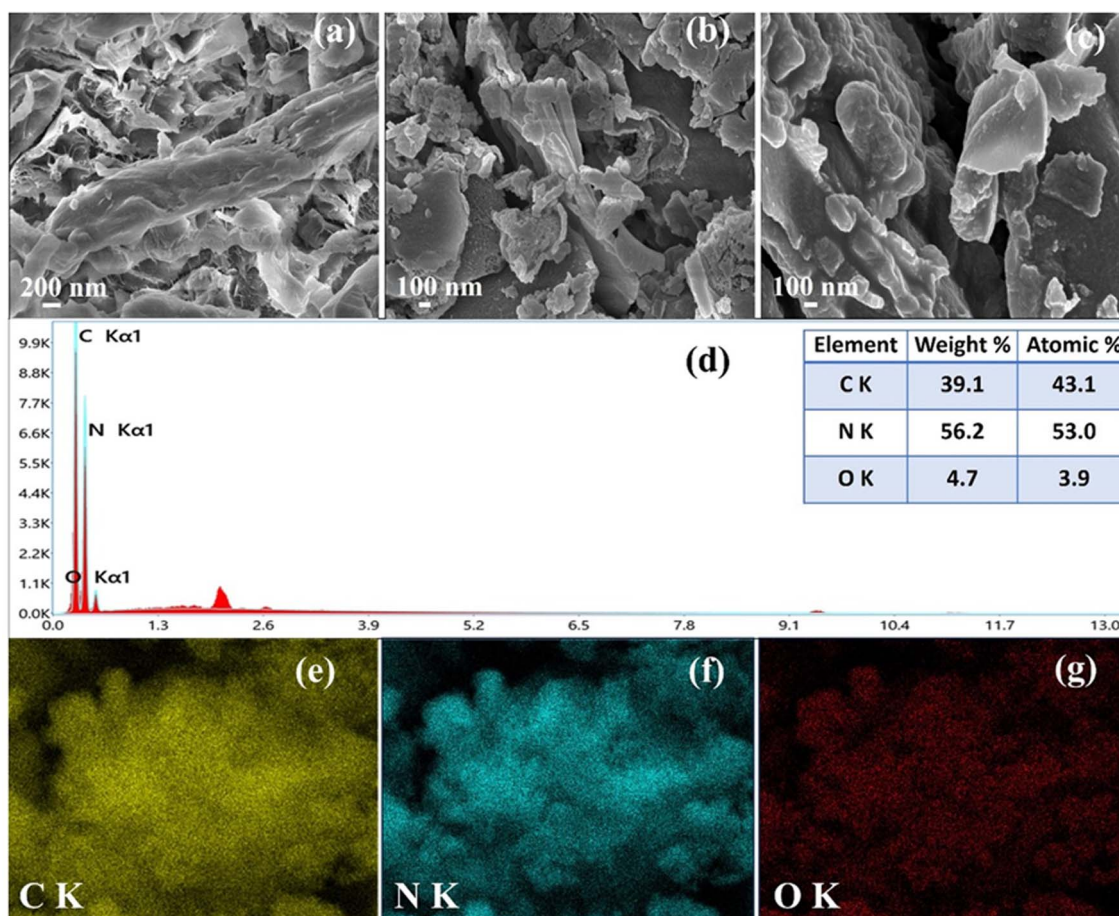 (a)
(b)
(c)
200 nm
100 nm
100 nm
(d)
9.9K
8.8K
7.7K
6.6K
5.5K
4.4K
3.3K
2.2K
1.1K
0.0K
C Kα1
N Kα1
O Kα1
0.0 1.3 2.6 3.9 5.2 6.5 7.8 9.1 10.4 11.7 13.0
Element Weight % Atomic %
C K 39.1 43.1
N K 56.2 53.0
O K 4.7 3.9
(e)
(f)
(g)
C K
N K
O K